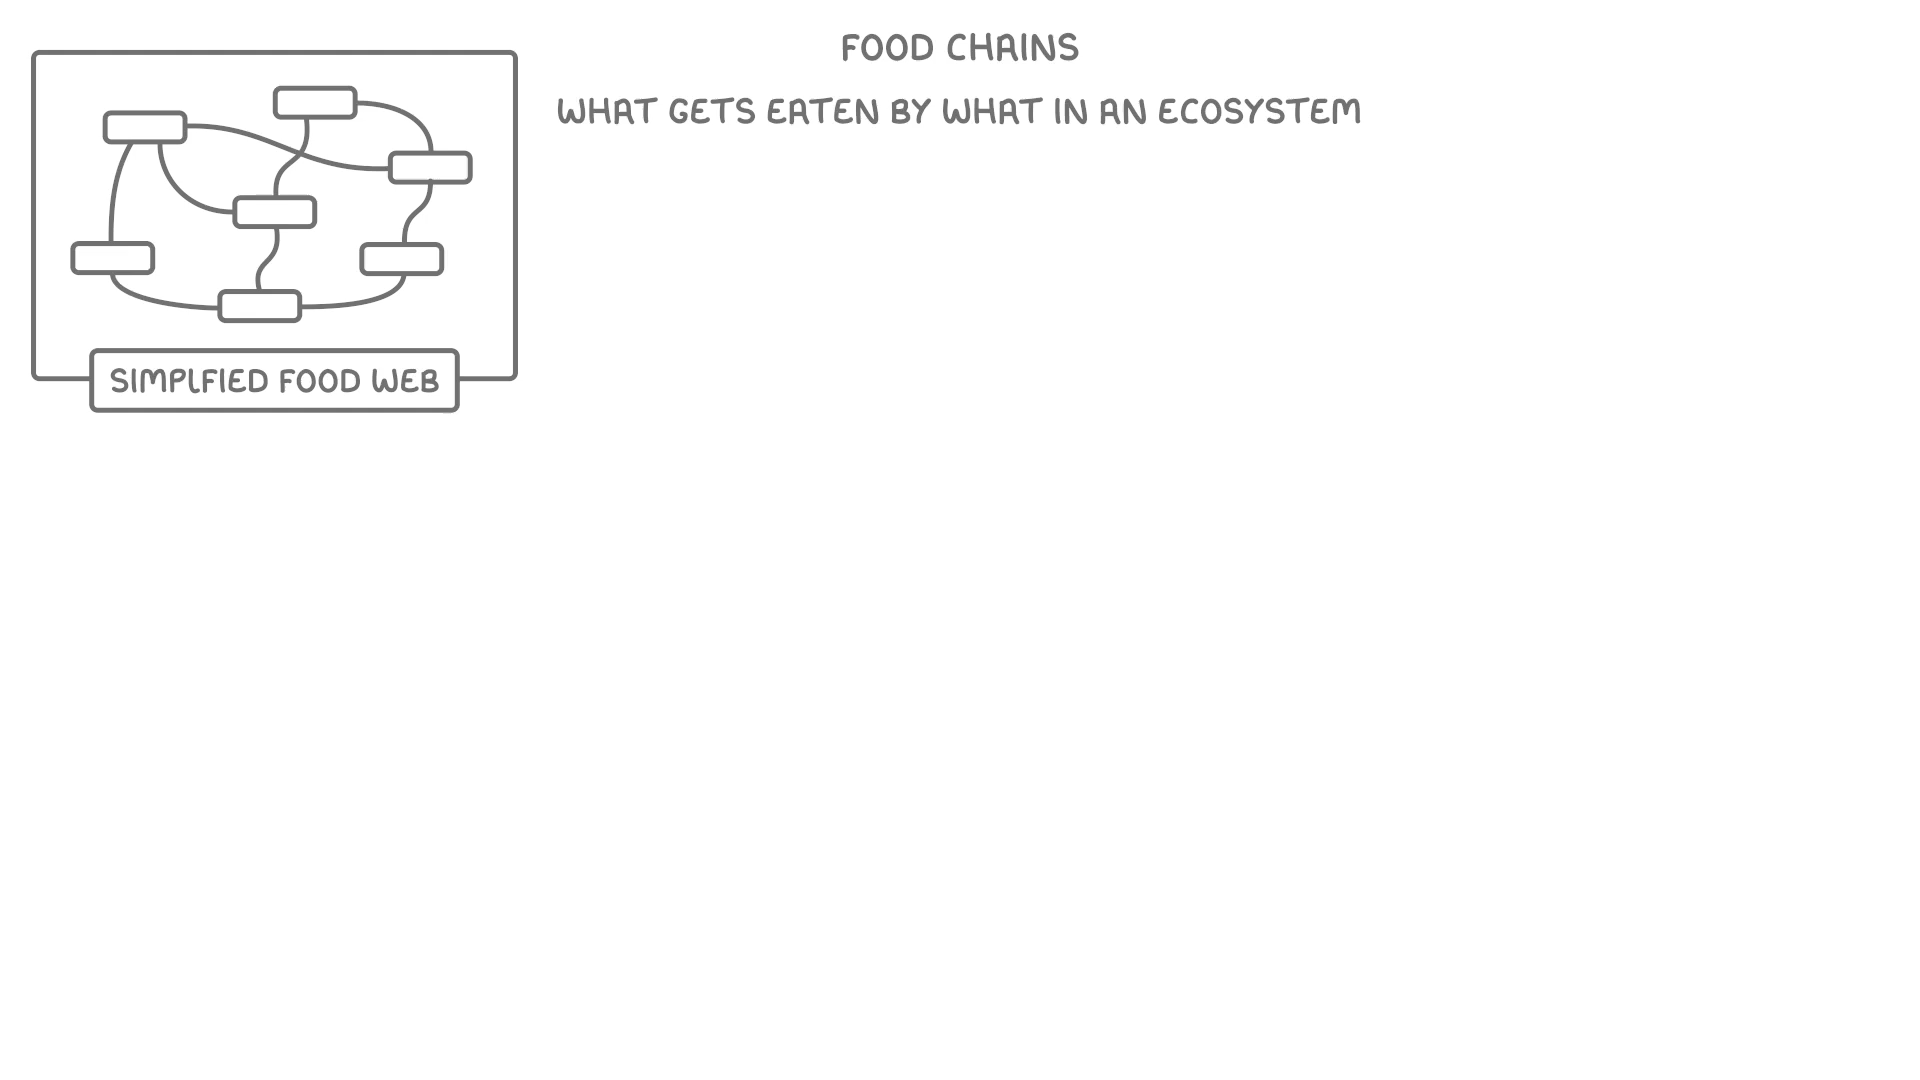 FOOD CHAINS
WHAT GETS EATEN BY WHAT IN AN ECOSYSTEM
SIMPLFIED FOOD WEB